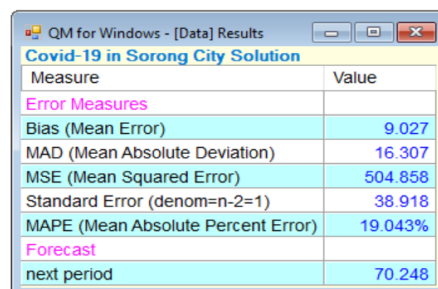 QM for Windows - [Data] Results
Covid-19 in Sorong City Solution
Measure Value
Error Measures
Bias (Mean Error) 9.027
MAD (Mean Absolute Deviation) 16.307
MSE (Mean Squared Error) 504.858
Standard Error (denom=n-2=1) 38.918
MAPE (Mean Absolute Percent Error) 19.043%
Forecast
next period 70.248